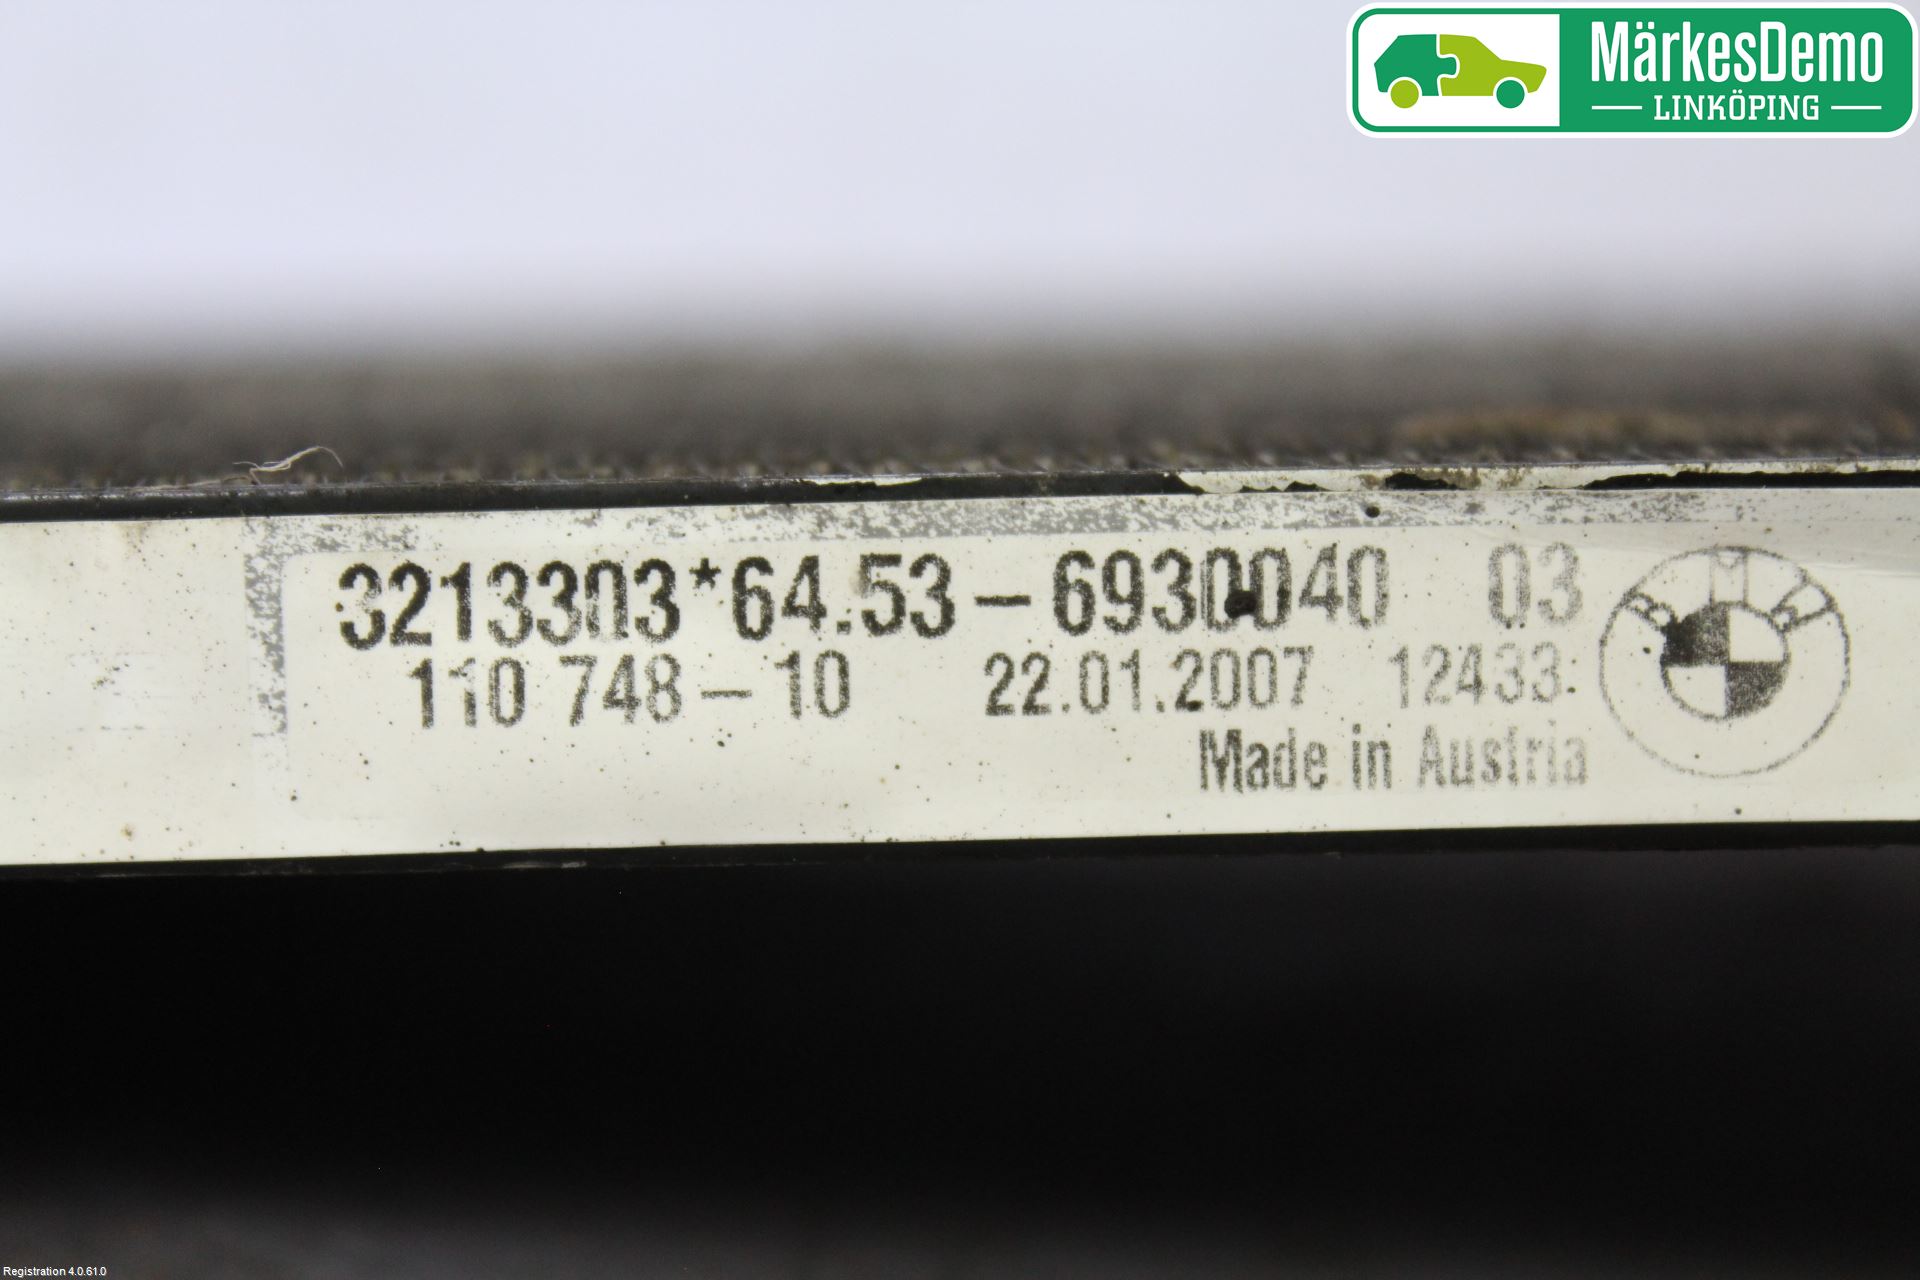 MärkesDemo
LINKÖPING
3213303*64.53-6930040 03
BMW
110 748-10 22.01.2007 12433
Made in Austria
Registration 4.0.61.0